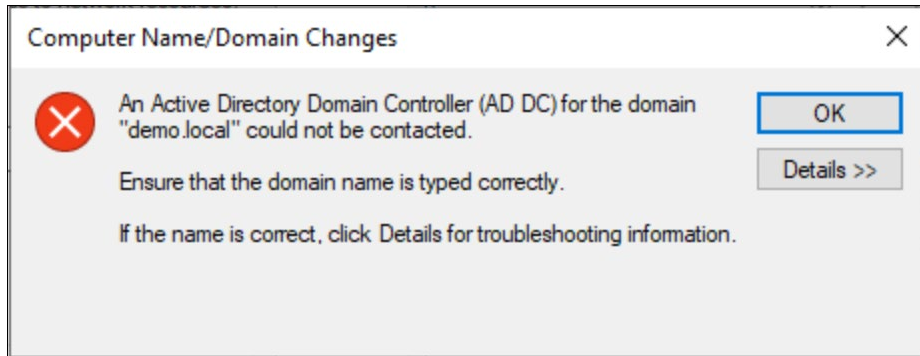 Computer Name/Domain Changes
An Active Directory Domain Controller (AD DC) for the domain
"demo.local" could not be contacted.
OK
Details >>
Ensure that the domain name is typed correctly.
If the name is correct, click Details for troubleshooting information.